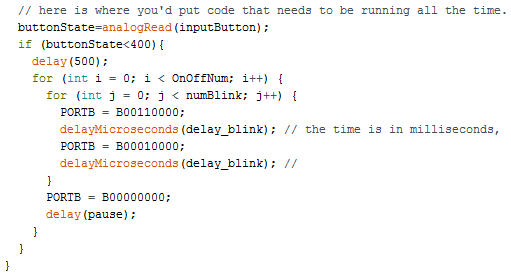 // here is where you'd put code that needs to be running all the time.
buttonState=analogRead(inputButton);
if (buttonState<400){
delay(500);
for (int i = 0; i < OnOffNum; i++) {
for (int j = 0; j < numBlink; j++) {
PORTB = B00110000;
delayMicroseconds(delay_blink); // the time is in milliseconds,
PORTB = B00010000;
delayMicroseconds(delay_blink); //
}
PORTB = B00000000;
delay(pause);
}
}
}